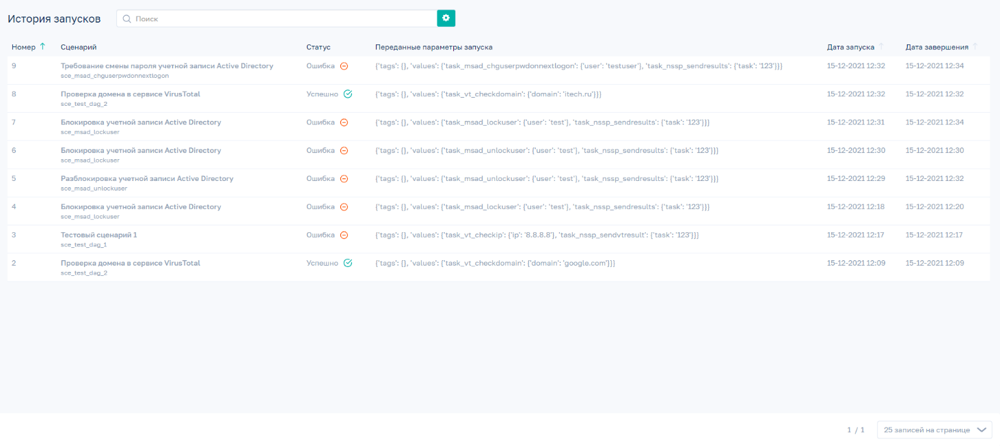 История запусков
Поиск
Номер Сценарий Статус Переданные параметры запуска Дата запуска Дата завершения
9 Требование смены пароля учетной записи Active Directory Ошибка {'tags': {}, 'values': {'task_msad_chguserpwdonnextlogon': {'user': 'testuser'}, 'task_nssp_sendresults': {'task': '123'}}} 15-12-2021 12:32 15-12-2021 12:34
sce_msad_chguserpwdonnextlogon
8 Проверка домена в сервисе VirusTotal Успешно {'tags': {}, 'values': {'task_vt_checkdomain': {'domain': 'itech.ru'}}} 15-12-2021 12:32 15-12-2021 12:32
sce_test_dag_2
7 Блокировка учетной записи Active Directory Ошибка {'tags': {}, 'values': {'task_msad_lockuser': {'user': 'test'}, 'task_nssp_sendresults': {'task': '123'}}} 15-12-2021 12:31 15-12-2021 12:34
sce_msad_lockuser
6 Блокировка учетной записи Active Directory Ошибка {'tags': {}, 'values': {'task_msad_unlockuser': {'user': 'test'}, 'task_nssp_sendresults': {'task': '123'}}} 15-12-2021 12:30 15-12-2021 12:30
sce_msad_lockuser
5 Разблокировка учетной записи Active Directory Ошибка {'tags': {}, 'values': {'task_msad_unlockuser': {'user': 'test'}, 'task_nssp_sendresults': {'task': '123'}}} 15-12-2021 12:29 15-12-2021 12:32
sce_msad_unlockuser
4 Блокировка учетной записи Active Directory Ошибка {'tags': {}, 'values': {'task_msad_lockuser': {'user': 'test'}, 'task_nssp_sendresults': {'task': '123'}}} 15-12-2021 12:18 15-12-2021 12:20
sce_msad_lockuser
3 Тестовый сценарий 1 Ошибка {'tags': {}, 'values': {'task_vt_checkip': {'ip': '8.8.8.8'}, 'task_nssp_sendvtresult': {'task': '123'}}} 15-12-2021 12:17 15-12-2021 12:17
sce_test_dag_1
2 Проверка домена в сервисе VirusTotal Успешно {'tags': {}, 'values': {'task_vt_checkdomain': {'domain': 'google.com'}}} 15-12-2021 12:09 15-12-2021 12:09
sce_test_dag_2
1 / 1 25 записей на странице